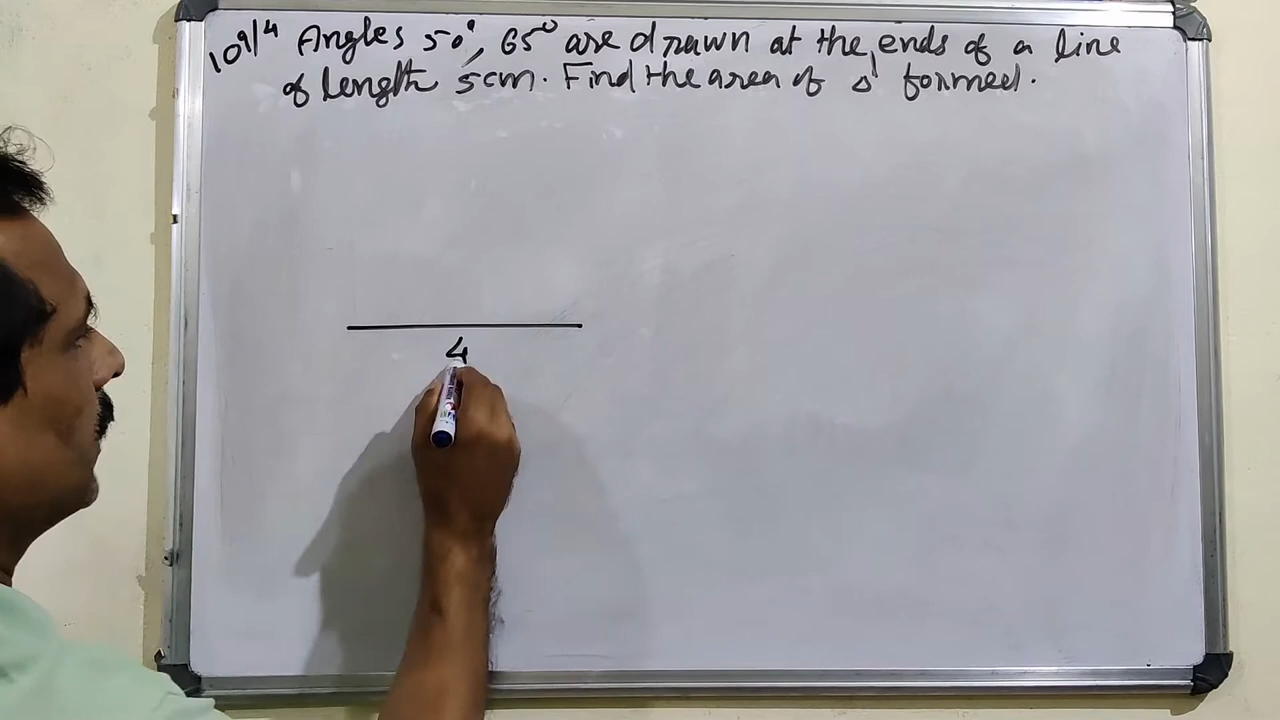 10 9/4 Angles 50°, 65° are drawn at the ends of a line
of length 5cm. Find the area of Δ formed.
4